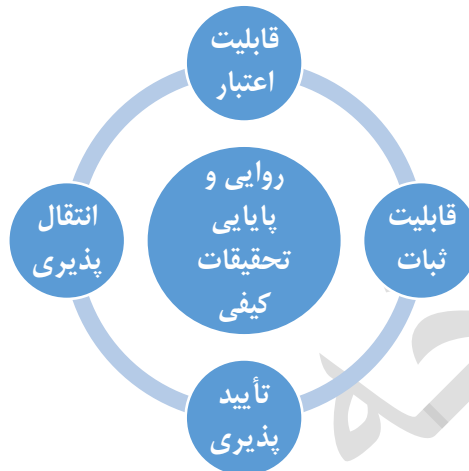 قابلیت
اعتبار
روایی و
پایایی
تحقیقات
کیفی
قابلیت
ثبات
انتقال
پذیری
تأیید
پذیری